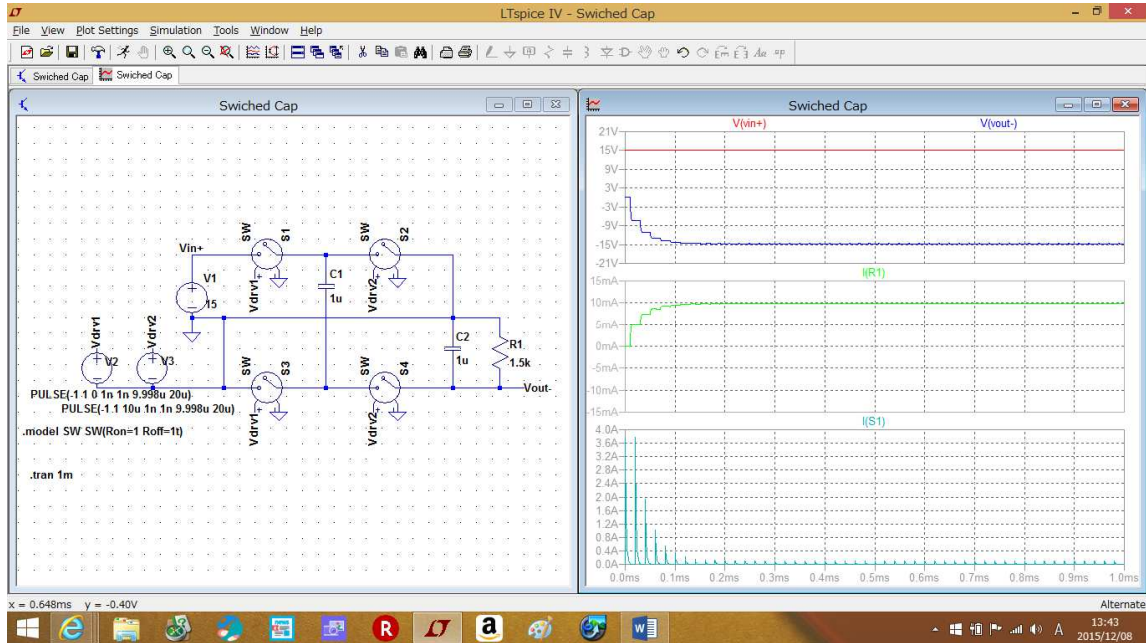 LTspice IV - Swiched Cap
File View Plot Settings Simulation Tools Window Help
Swiched Cap Swiched Cap
Swiched Cap
Vin+
SW
S1
SW
S2
V1
15
Vdrv1
C1
1u
Vdrv2
Vdrv1
Vdrv2
V2
V3
SW
S3
SW
S4
C2
1u
R1
1.5k
Vout-
PULSE(-1 1 0 1n 1n 9.998u 20u)
PULSE(-1 1 10u 1n 1n 9.998u 20u)
Vdrv1
Vdrv2
.model SW SW(Ron=1 Roff=1t)
.tran 1m
Swiched Cap
V(vin+) V(vout-)
21V
15V
9V
3V
-3V
-9V
-15V
-21V
I(R1)
15mA
10mA
5mA
0mA
-5mA
-10mA
-15mA
I(S1)
4.0A
3.6A
3.2A
2.8A
2.4A
2.0A
1.6A
1.2A
0.8A
0.4A
0.0A
0.0ms 0.1ms 0.2ms 0.3ms 0.4ms 0.5ms 0.6ms 0.7ms 0.8ms 0.9ms 1.0ms
x = 0.648ms y = -0.40V Alternate
A 13:43
2015/12/08